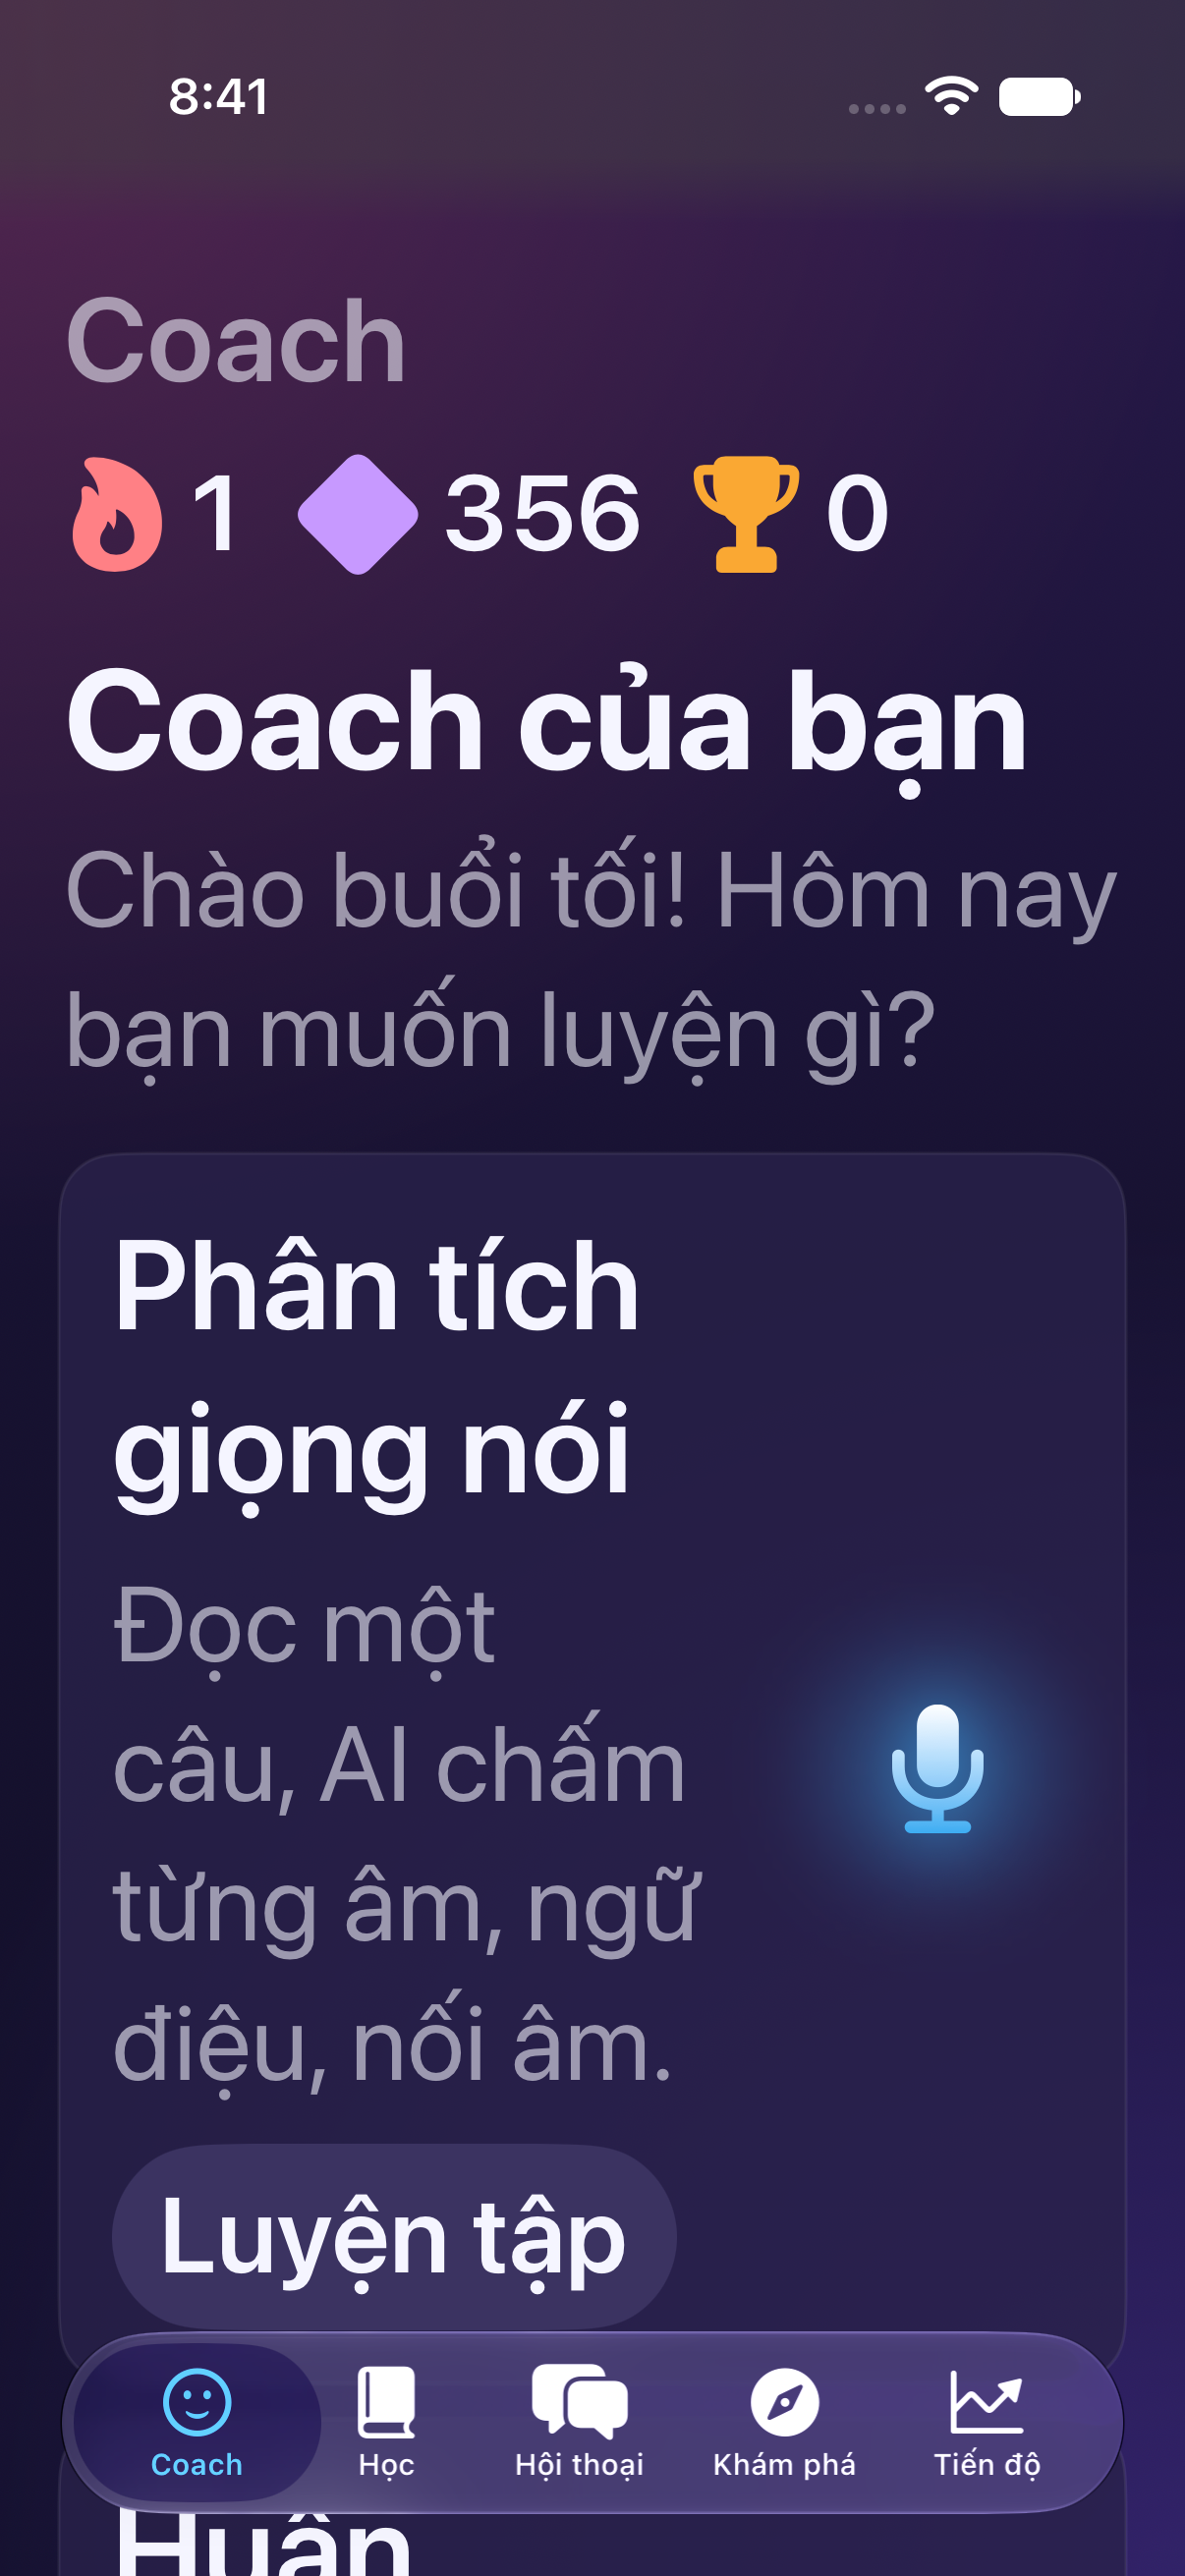 8:41
Coach
1 356 0
Coach của bạn
Chào buổi tối! Hôm nay
bạn muốn luyện gì?
Phân tích
giọng nói
Đọc một
câu, AI chấm
từng âm, ngữ
điệu, nối âm.
Luyện tập
Coach Học Hội thoại Khám phá Tiến độ
Huấn